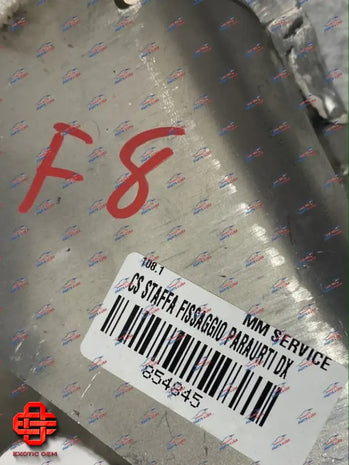 F8
108.1
MM SERVICE
CS STAFFA FISSAGGIO PARAURTI DX
854845
EXOTIC OEM